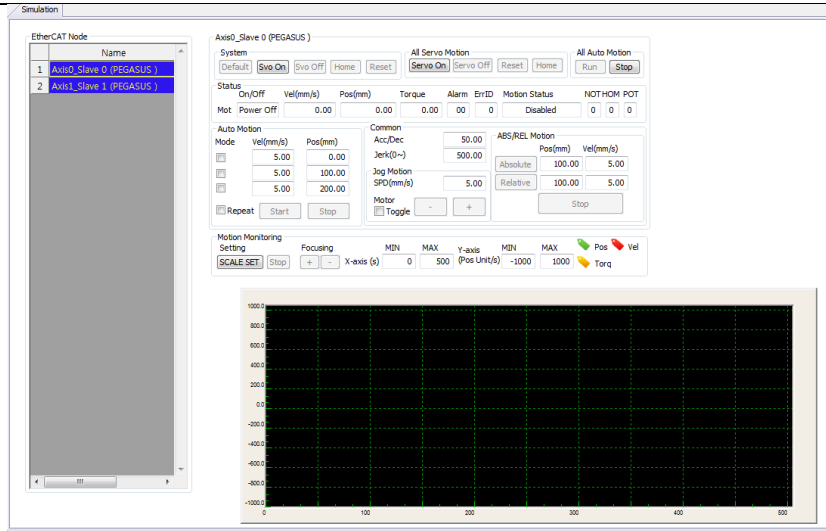 Simulation
EtherCAT Node
Name
1 Axis0_Slave 0 (PEGASUS )
2 Axis1_Slave 1 (PEGASUS )
Axis0_Slave 0 (PEGASUS )
System
Default Svo On Svo Off Home Reset
All Servo Motion
Servo On Servo Off Reset Home
All Auto Motion
Run Stop
Status
On/Off Vel(mm/s) Pos(mm) Torque Alarm ErrID Motion Status NOT HOM POT
Mot Power Off 0.00 0.00 0.00 00 0 Disabled 0 0 0
Auto Motion
Mode Vel(mm/s) Pos(mm)
5.00 0.00
5.00 100.00
5.00 200.00
Repeat Start Stop
Common
Acc/Dec 50.00
Jerk(0~) 500.00
Jog Motion
SPD(mm/s) 5.00
Motor
Toggle - +
ABS/REL Motion
Pos(mm) Vel(mm/s)
Absolute 100.00 5.00
Relative 100.00 5.00
Stop
Motion Monitoring
Setting Focusing MIN MAX Y-axis MIN MAX Pos Vel
SCALE SET Stop + - X-axis (s) 0 500 (Pos Unit/s) -1000 1000 Torq
1000.0
800.0
600.0
400.0
200.0
0.0
-200.0
-400.0
-600.0
-800.0
-1000.0
0 100 200 300 400 500